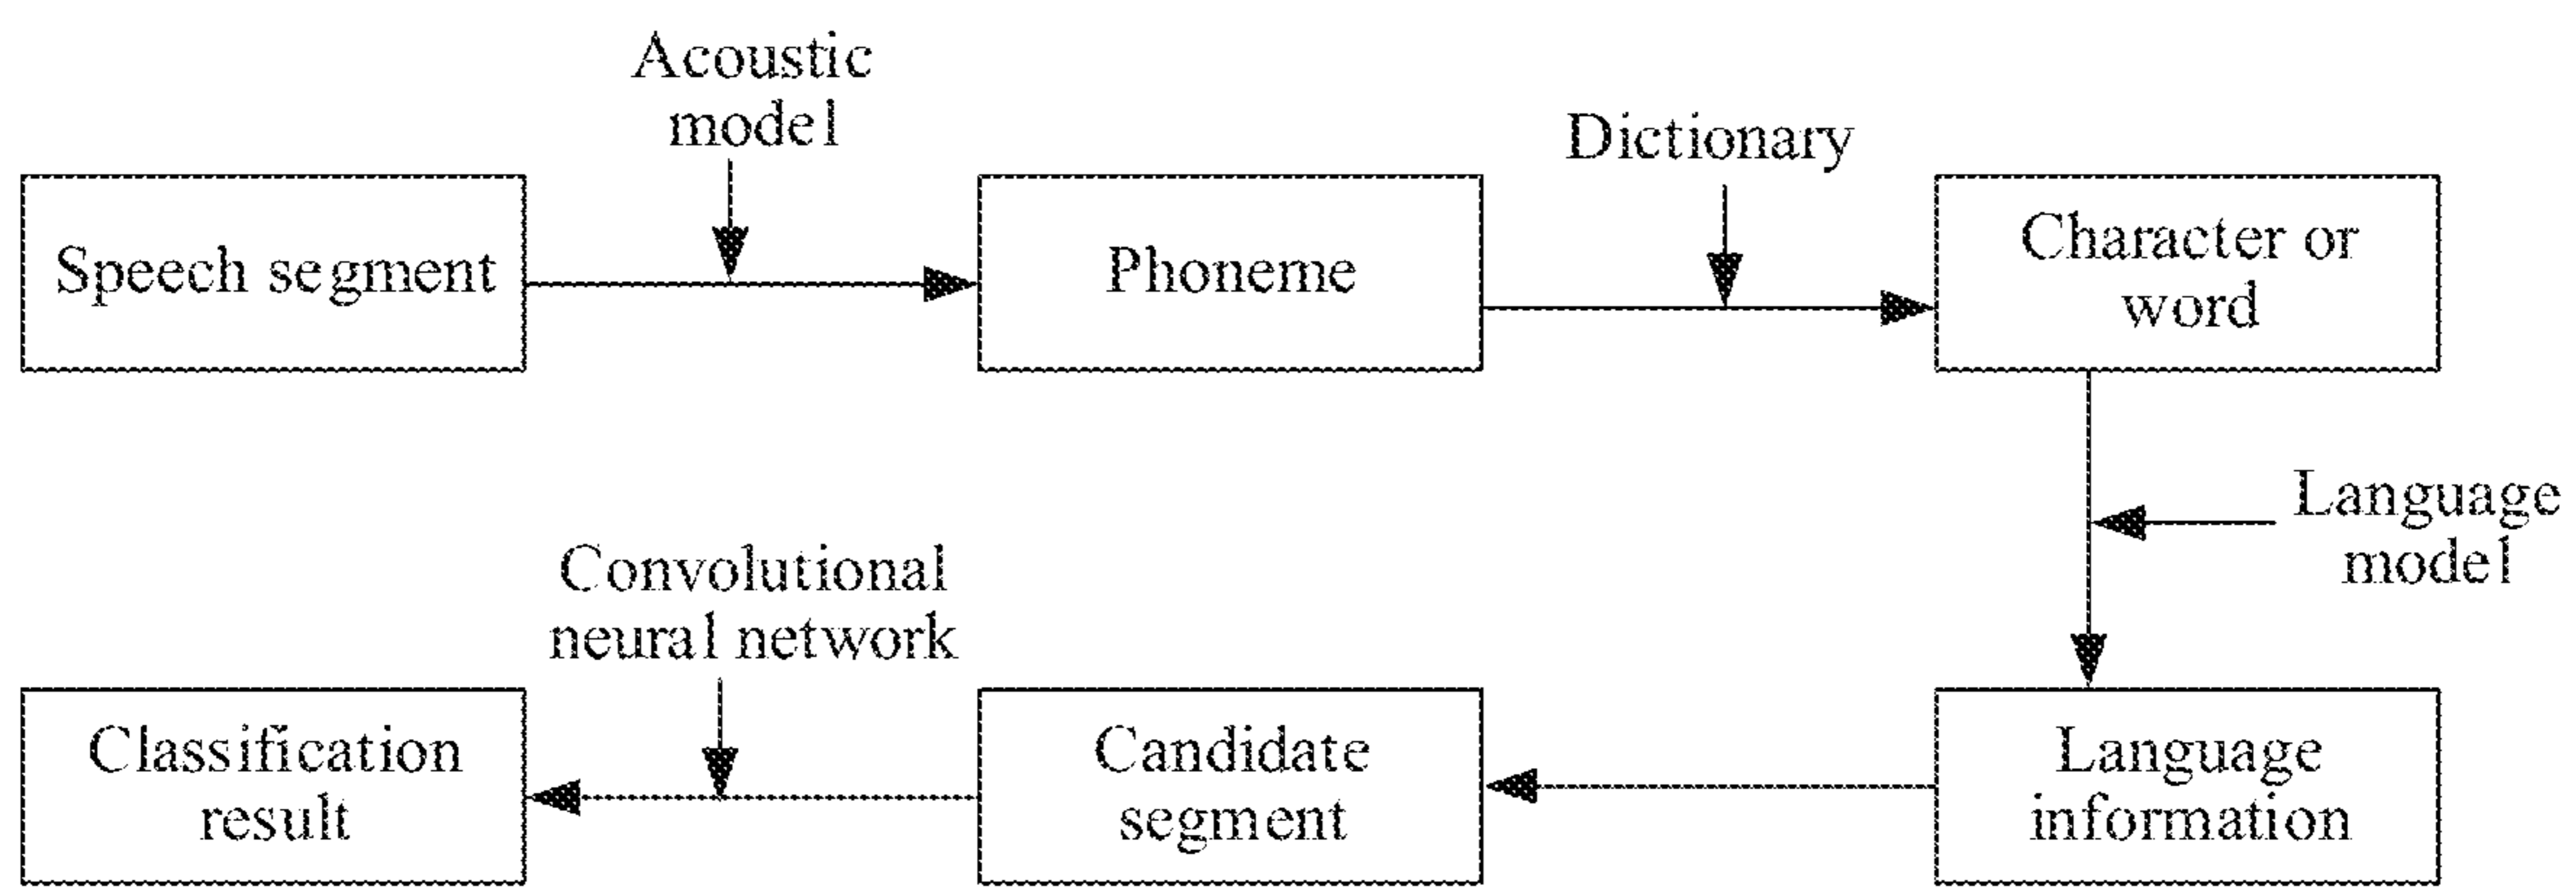 Acoustic
model
Dictionary
Speech segment
Phoneme
Character or
word
Language
model
Convolutional
neural network
Classification
result
Candidate
segment
Language
information